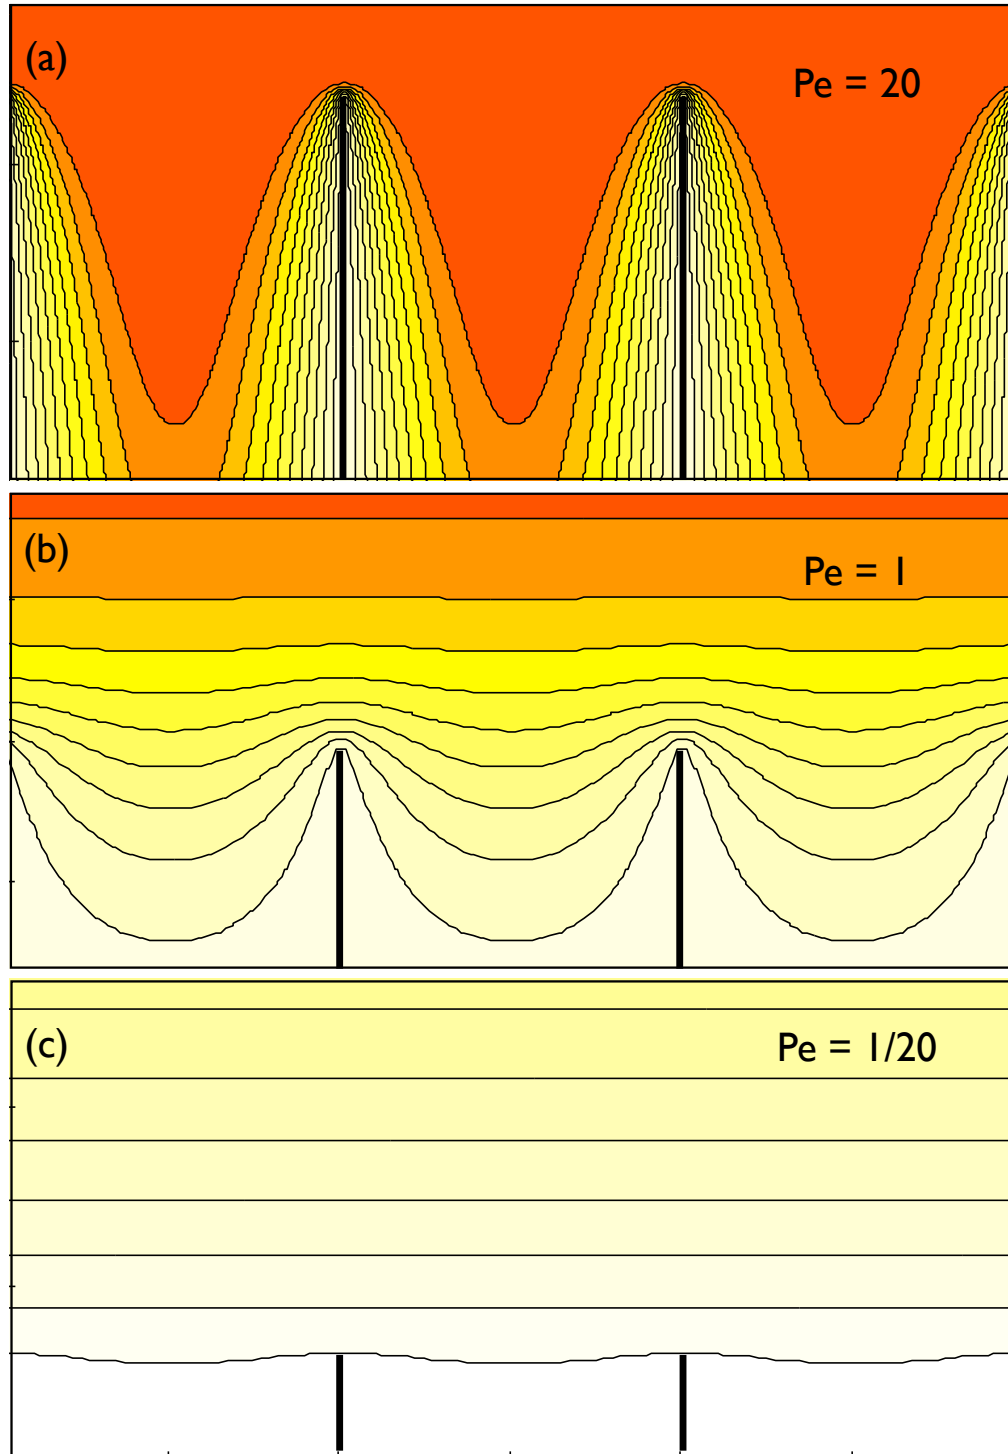 (a)
Pe = 20
(b)
Pe = 1
(c)
Pe = 1/20